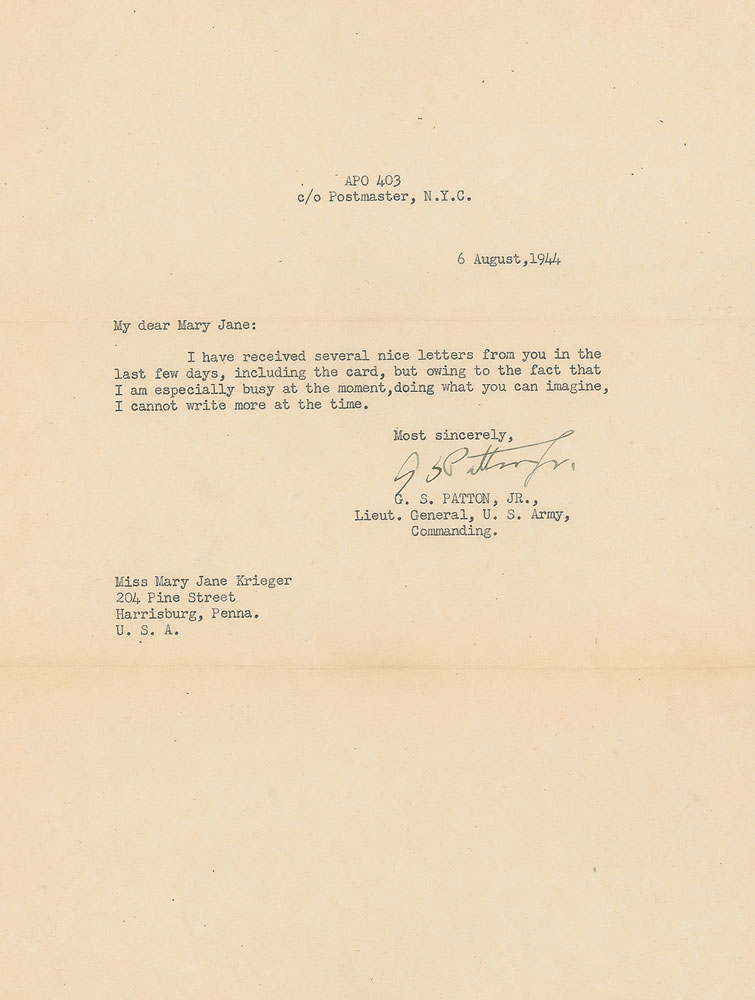 APO 403
c/o Postmaster, N.Y.C.
6 August,1944
My dear Mary Jane:
I have received several nice letters from you in the
last few days, including the card, but owing to the fact that
I am especially busy at the moment,doing what you can imagine,
I cannot write more at the time.
Most sincerely,
G S Patton Jr.
G. S. PATTON, JR.,
Lieut. General, U. S. Army,
Commanding.
Miss Mary Jane Krieger
204 Pine Street
Harrisburg, Penna.
U. S. A.